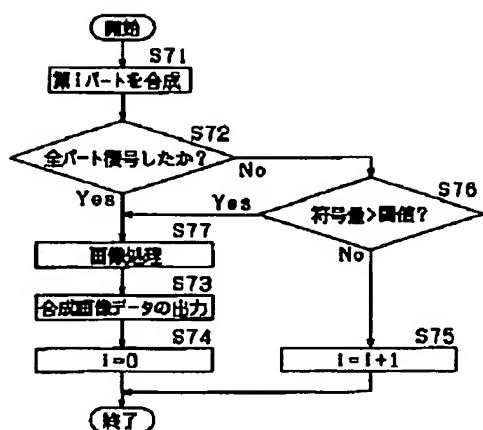 開始
S71
第iパートを合成
S72
全パート復号したか?
No
Yes
S76
符号量>閾値?
Yes
No
S77
画像処理
S73
合成画像データの出力
S74
i=0
S75
i=i+1
終了